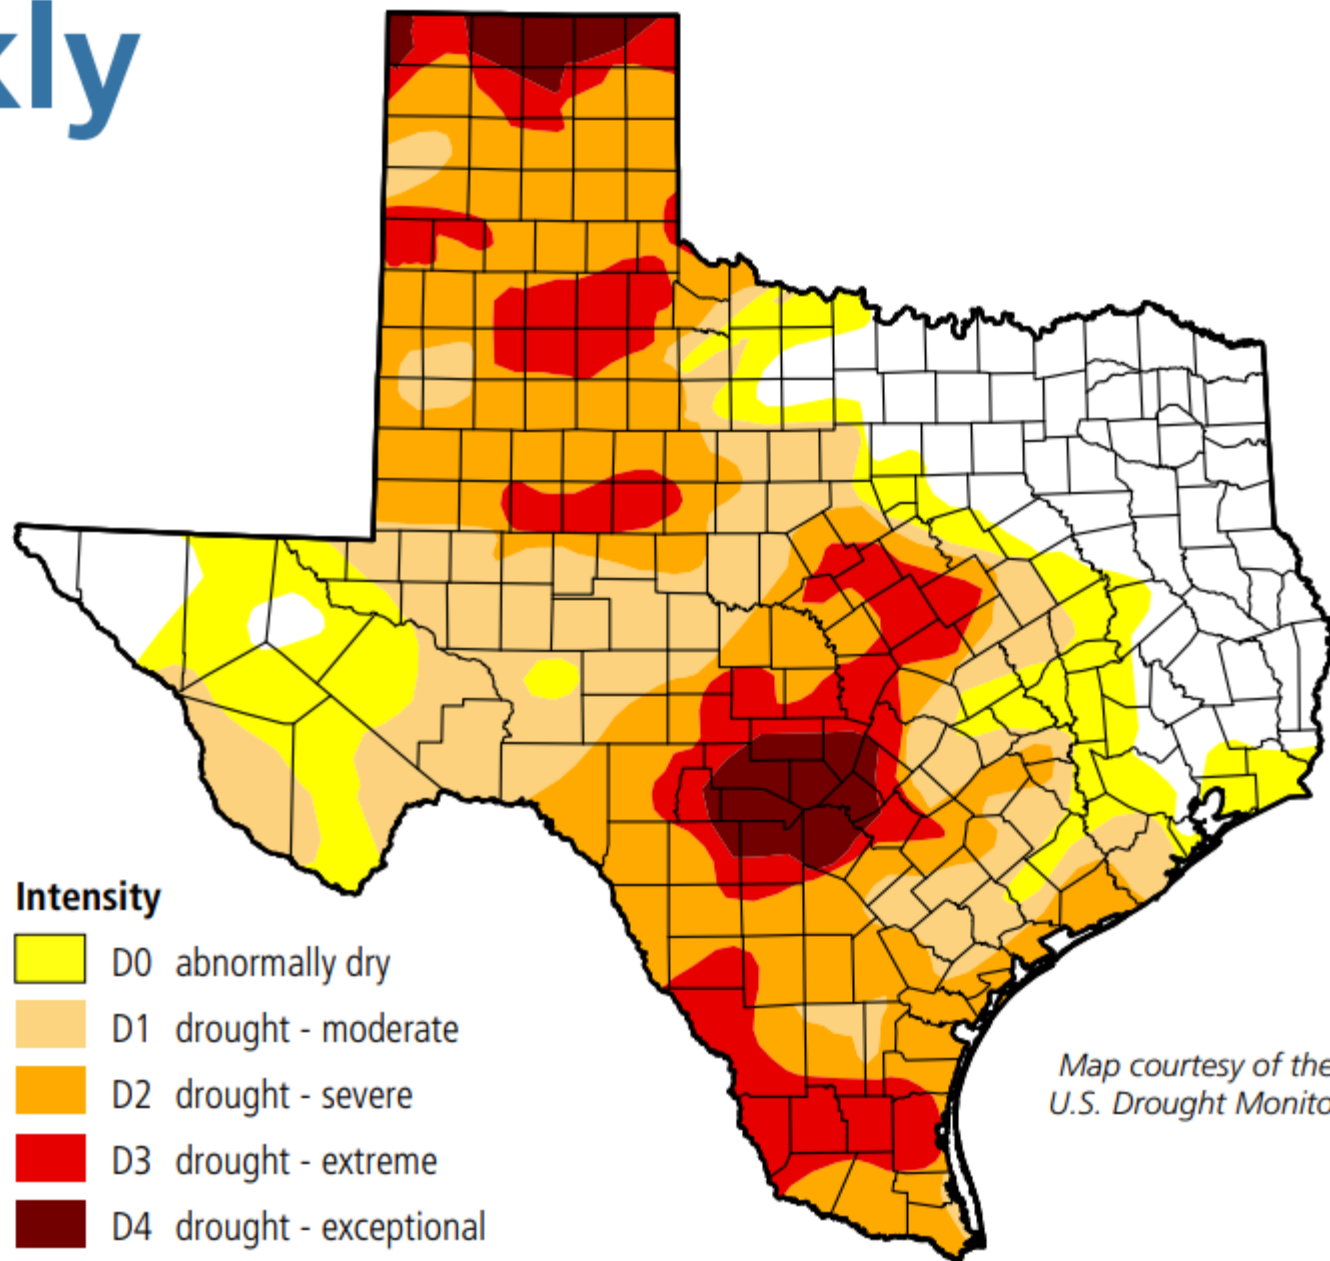 kly
Intensity
D0 abnormally dry
D1 drought - moderate
D2 drought - severe
D3 drought - extreme
D4 drought - exceptional
Map courtesy of the
U.S. Drought Monito